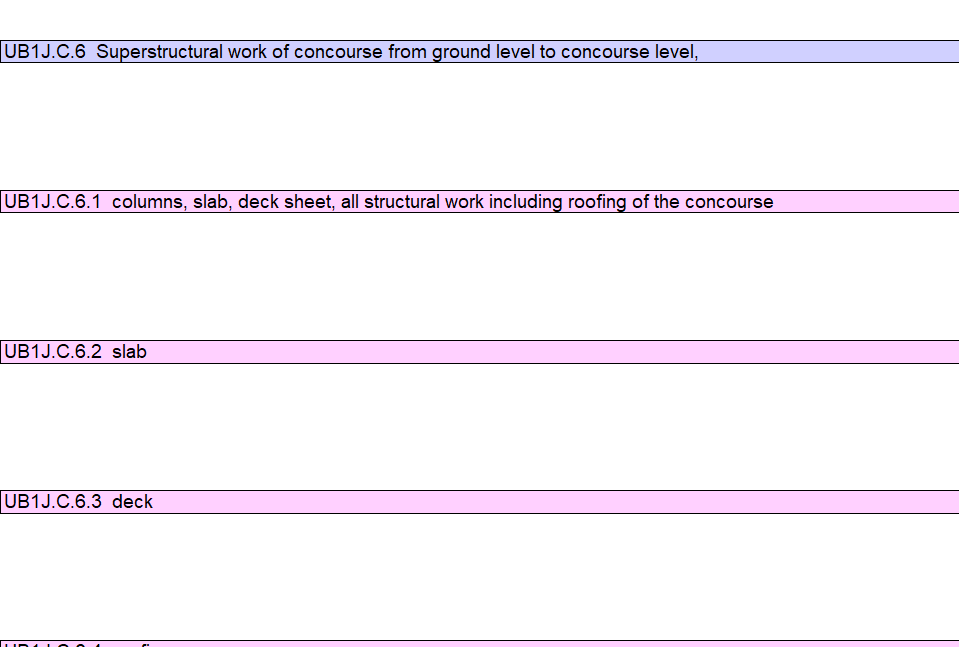 UB1J.C.6 Superstructural work of concourse from ground level to concourse level,
UB1J.C.6.1 columns, slab, deck sheet, all structural work including roofing of the concourse
UB1J.C.6.2 slab
UB1J.C.6.3 deck